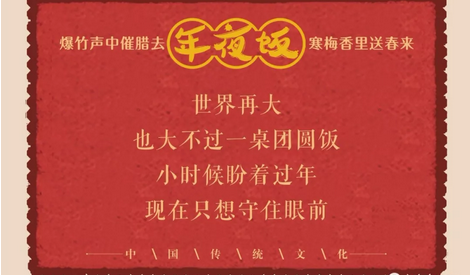 爆竹声中催腊去 年夜饭 寒梅香里送春来
世界再大
也大不过一桌团圆饭
小时候盼着过年
现在只想守住眼前
中 \ 国 \ 传 \ 统 \ 文 \ 化